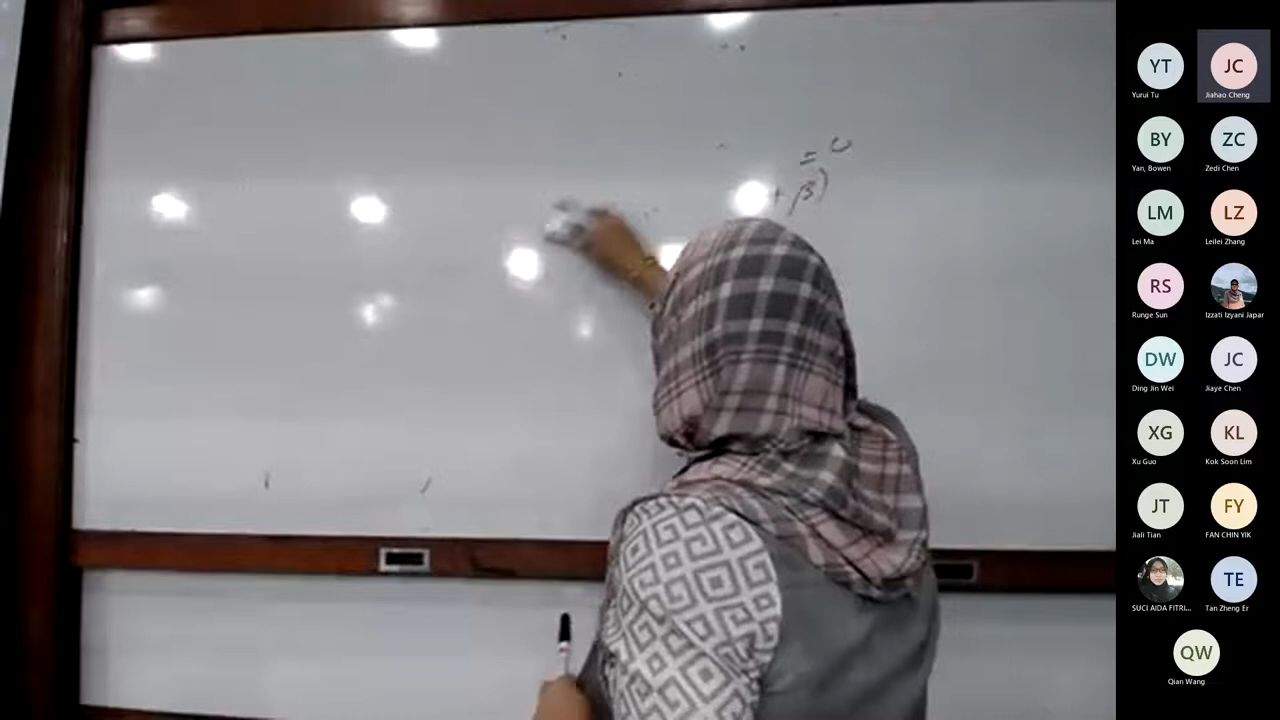 = 0
+ β)
YT
JC
Yurui Tu
Jiahao Cheng
BY
ZC
Yan, Bowen
Zedi Chen
LM
LZ
Lei Ma
Leilei Zhang
RS
Runge Sun
Izzati Izyani Japar
DW
JC
Ding Jin Wei
Jiaye Chen
XG
KL
Xu Guo
Kok Soon Lim
JT
FY
Jiali Tian
FAN CHIN YIK
TE
SUCI AIDA FITRI...
Tan Zheng Er
QW
Qian Wang